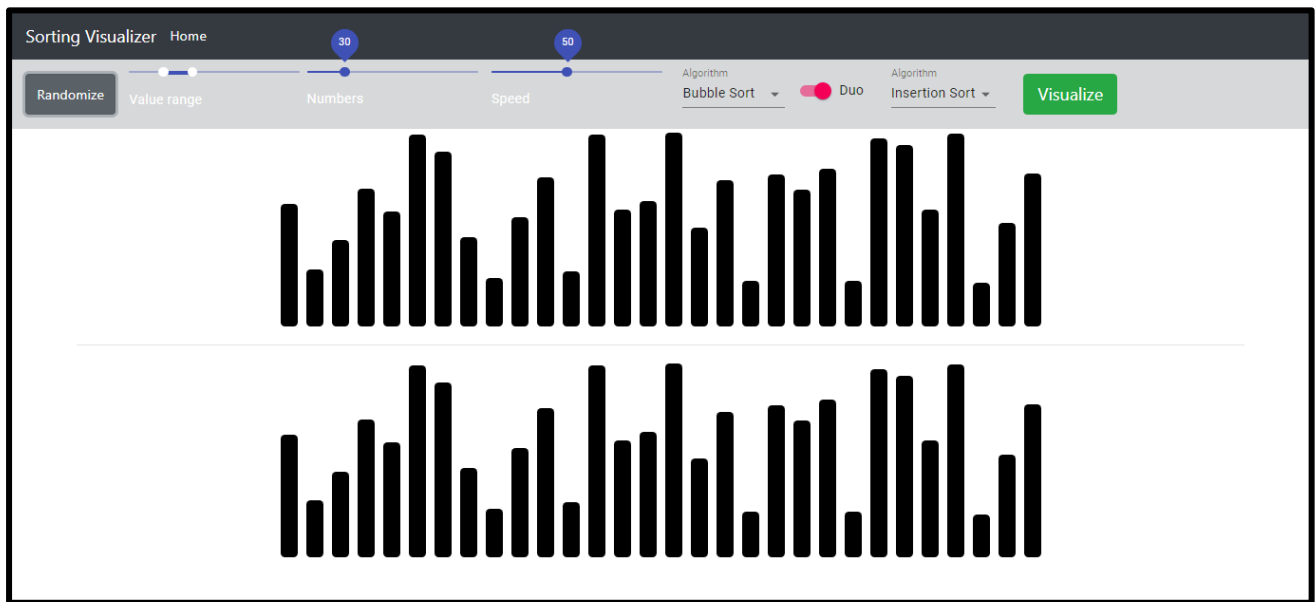 Sorting Visualizer Home
30
50
Randomize
Value range
Numbers
Speed
Algorithm
Bubble Sort
Duo
Algorithm
Insertion Sort
Visualize